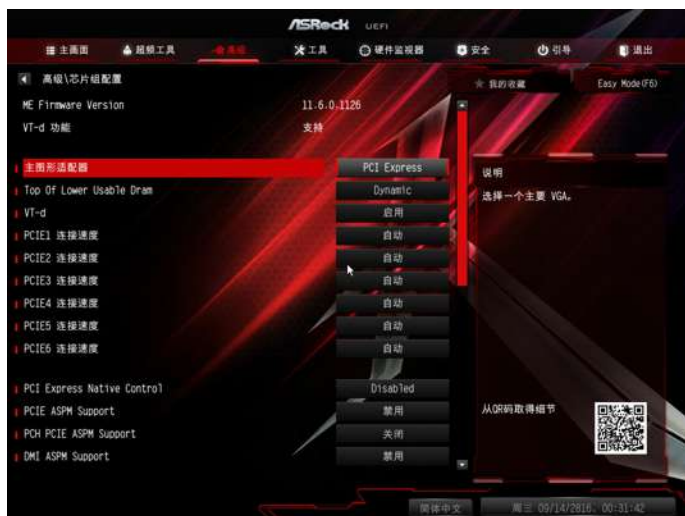 ASRock UEFI
主画面 超频工具 高级 工具 硬件监视器 安全 引导 退出
高级\芯片组配置
我的收藏 Easy Mode(F6)
ME Firmware Version 11.6.0.1126
VT-d 功能 支持
主图形适配器 PCI Express
Top Of Lower Usable Dram Dynamic
VT-d 启用
PCIE1 连接速度 自动
PCIE2 连接速度 自动
PCIE3 连接速度 自动
PCIE4 连接速度 自动
PCIE5 连接速度 自动
PCIE6 连接速度 自动
PCI Express Native Control Disabled
PCIE ASPM Support 禁用
PCH PCIE ASPM Support 关闭
DMI ASPM Support 禁用
说明
选择一个主要 VGA。
从QR码取得细节
简体中文 周三 09/14/2816. 00:31:42